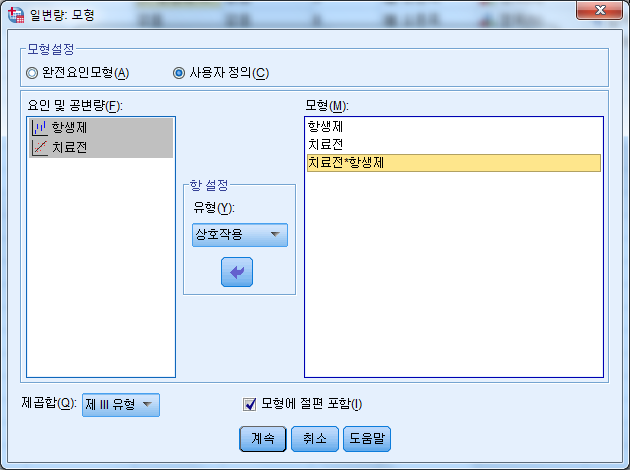 일변량: 모형
모형설정
완전요인모형(A)
사용자 정의(C)
요인 및 공변량(F):
항생제
치료전
항 설정
유형(Y):
상호작용
모형(M):
항생제
치료전
치료전*항생제
제곱합(Q):
제 III 유형
모형에 절편 포함(I)
계속
취소
도움말